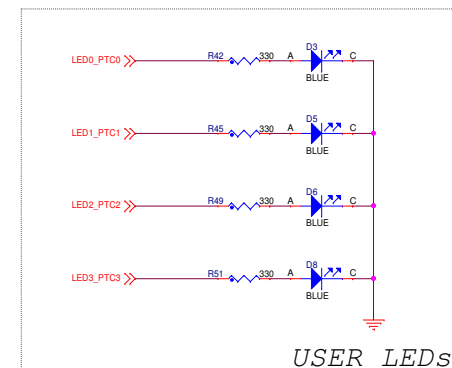 D3
LED0_PTC0 R42 330 A C
BLUE
D5
LED1_PTC1 R45 330 A C
BLUE
D6
LED2_PTC2 R49 330 A C
BLUE
D8
LED3_PTC3 R51 330 A C
BLUE
USER LEDs